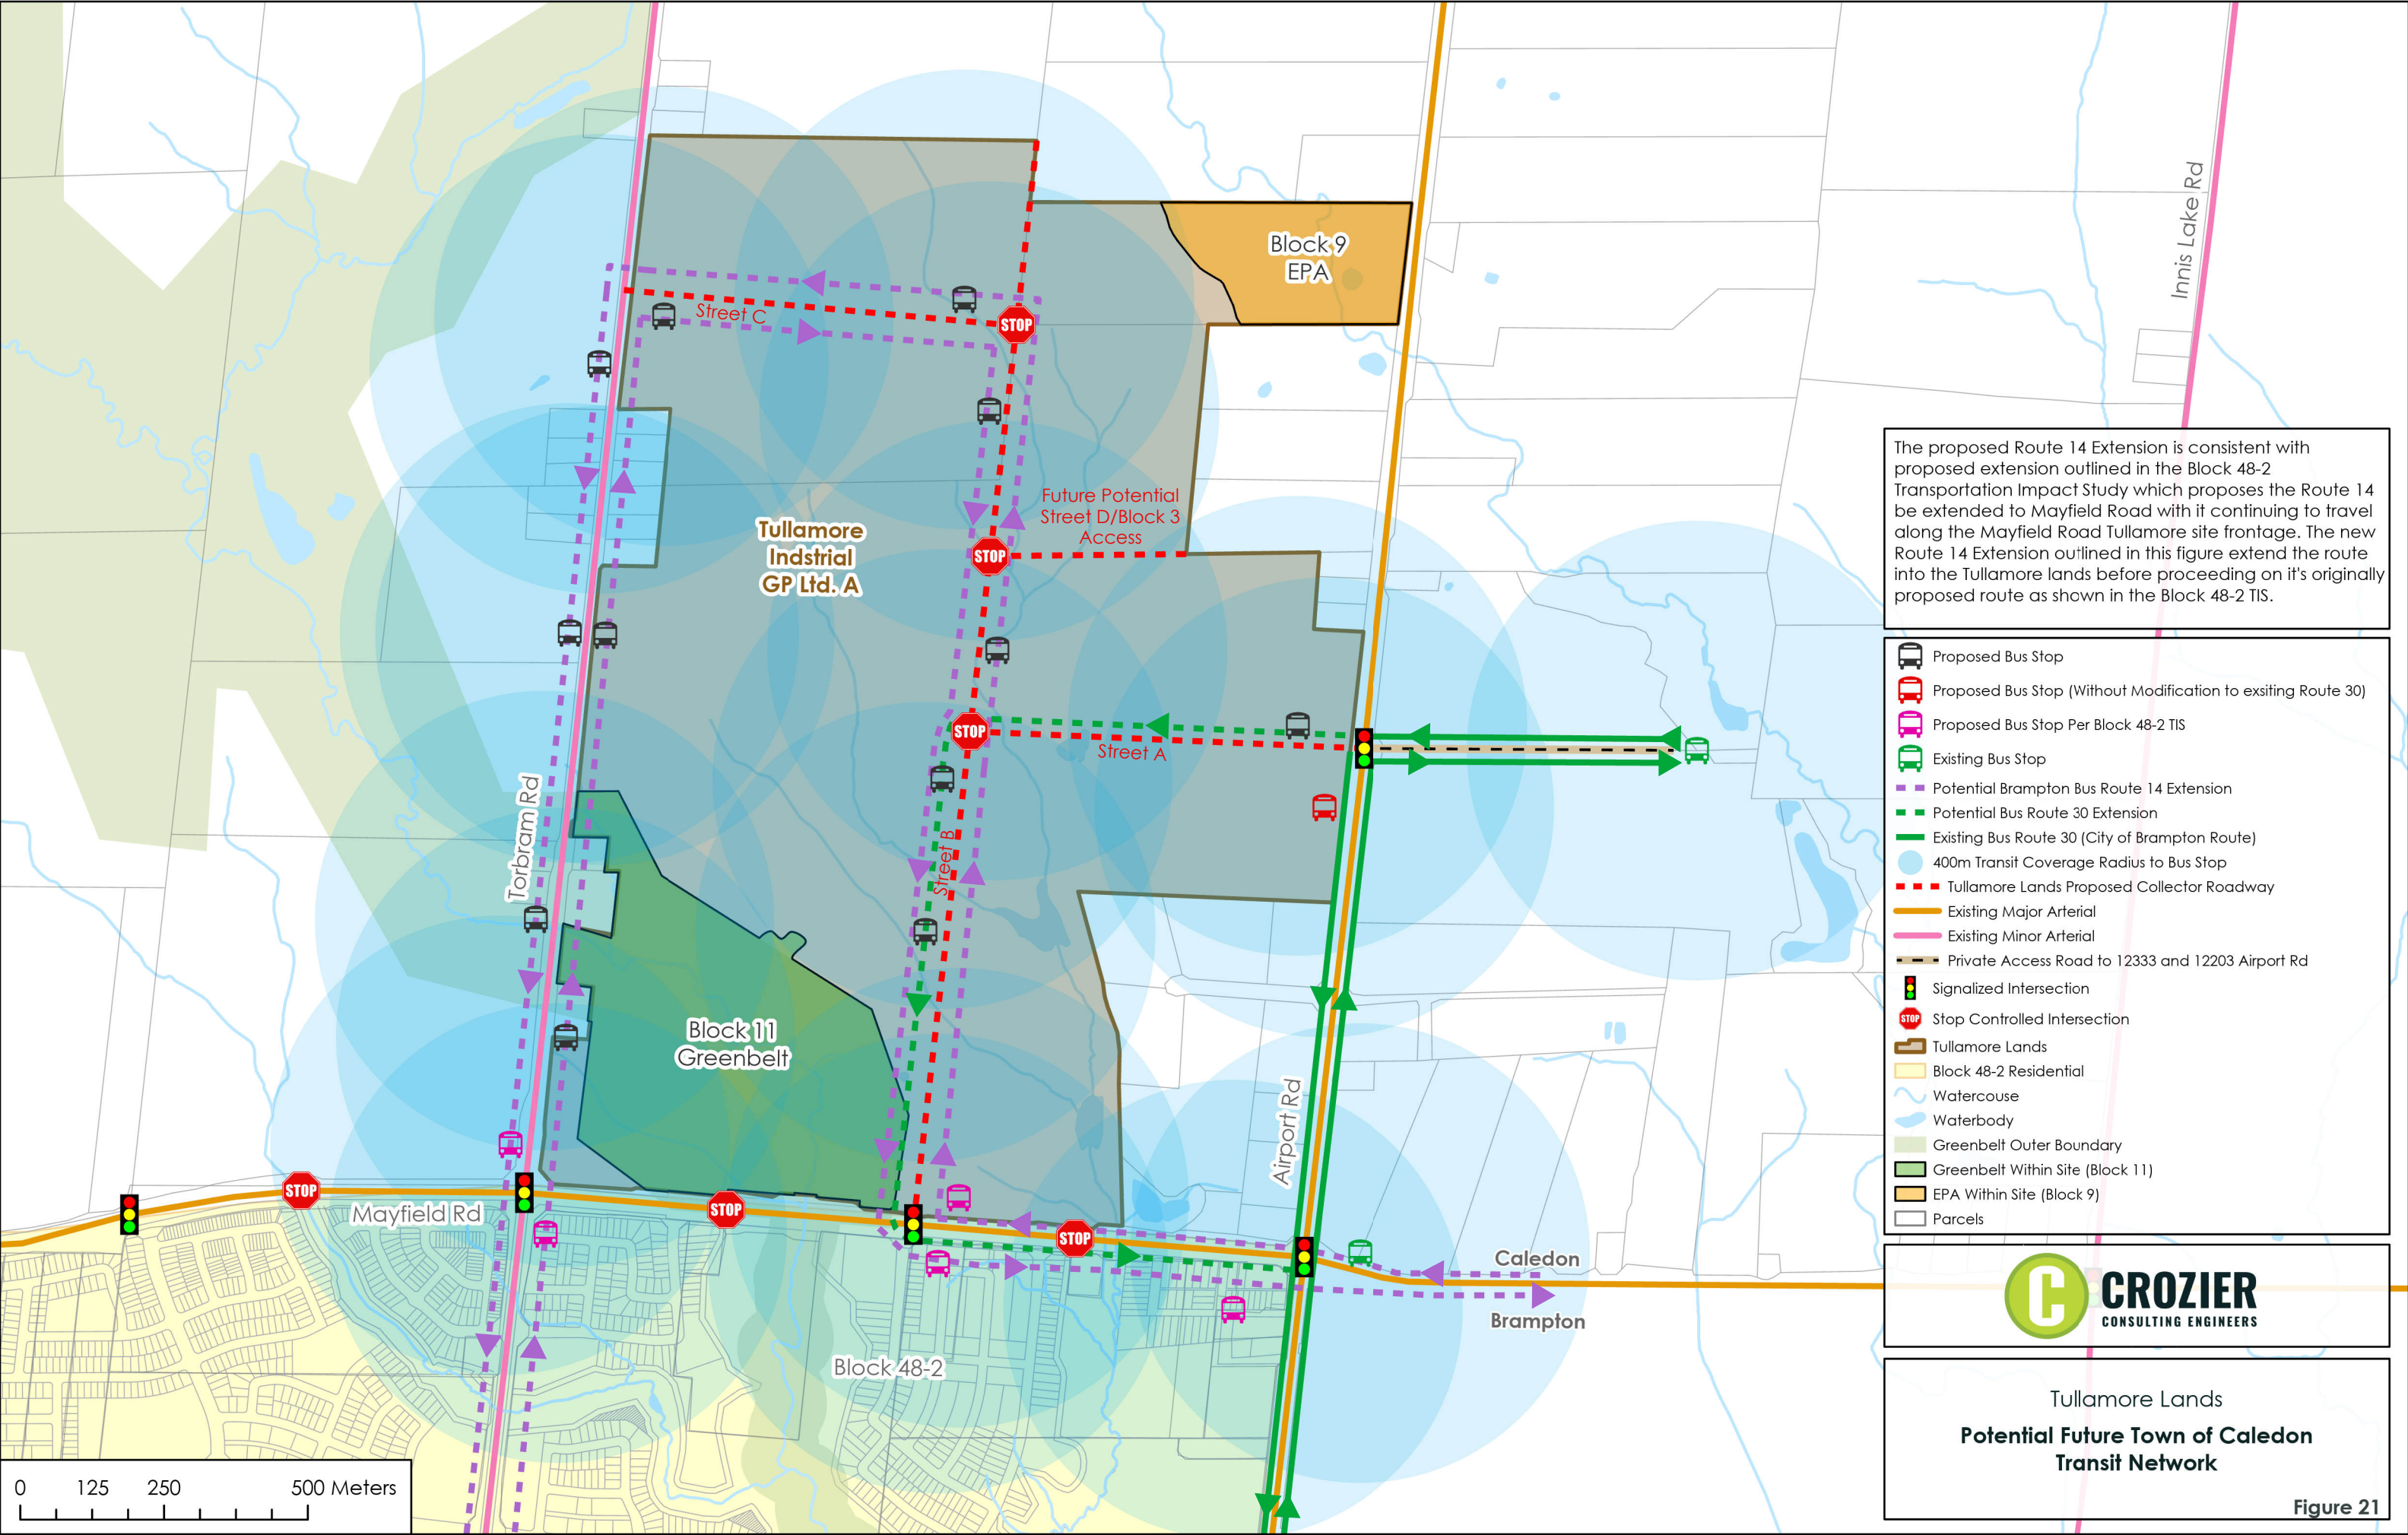 Block 9
EPA
Innis Lake Rd
Street C
STOP
Future Potential
Street D/Block 3
Access
STOP
Tullamore
Indstrial
GP Ltd. A
STOP
Street A
Torbram Rd
Street B
Block 11
Greenbelt
Airport Rd
STOP
Mayfield Rd
STOP
STOP
Caledon
Brampton
Block 48-2
0 125 250 500 Meters
The proposed Route 14 Extension is consistent with
proposed extension outlined in the Block 48-2
Transportation Impact Study which proposes the Route 14
be extended to Mayfield Road with it continuing to travel
along the Mayfield Road Tullamore site frontage. The new
Route 14 Extension outlined in this figure extend the route
into the Tullamore lands before proceeding on it's originally
proposed route as shown in the Block 48-2 TIS.
Proposed Bus Stop
Proposed Bus Stop (Without Modification to exsiting Route 30)
Proposed Bus Stop Per Block 48-2 TIS
Existing Bus Stop
Potential Brampton Bus Route 14 Extension
Potential Bus Route 30 Extension
Existing Bus Route 30 (City of Brampton Route)
400m Transit Coverage Radius to Bus Stop
Tullamore Lands Proposed Collector Roadway
Existing Major Arterial
Existing Minor Arterial
Private Access Road to 12333 and 12203 Airport Rd
Signalized Intersection
STOP Stop Controlled Intersection
Tullamore Lands
Block 48-2 Residential
Watercouse
Waterbody
Greenbelt Outer Boundary
Greenbelt Within Site (Block 11)
EPA Within Site (Block 9)
Parcels
C CROZIER
CONSULTING ENGINEERS
Tullamore Lands
Potential Future Town of Caledon
Transit Network
Figure 21